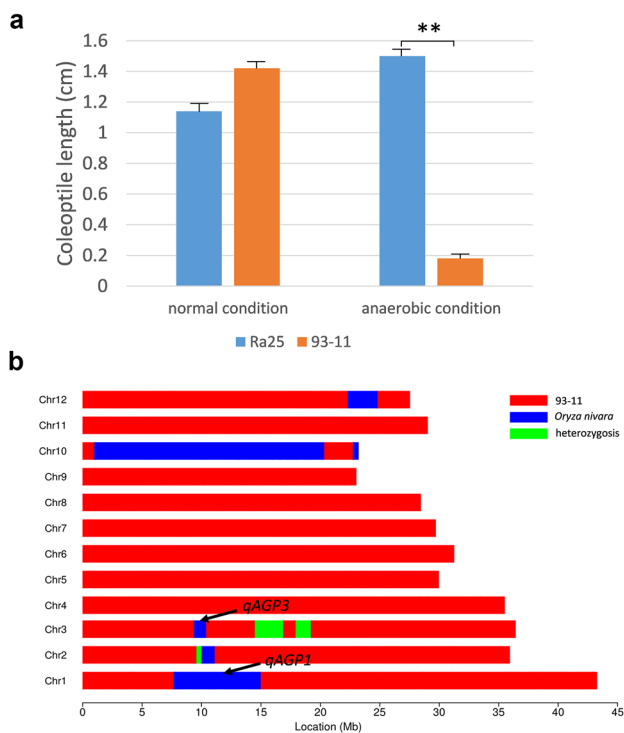 a
**
Coleoptile length (cm)
1.6
1.4
1.2
1
0.8
0.6
0.4
0.2
0
normal condition
anaerobic condition
Ra25
93-11
b
Chr12
Chr11
Chr10
Chr9
Chr8
Chr7
Chr6
Chr5
Chr4
Chr3
Chr2
Chr1
93-11
Oryza nivara
heterozygosis
qAGP3
qAGP1
0 5 10 15 20 25 30 35 40 45
Location (Mb)